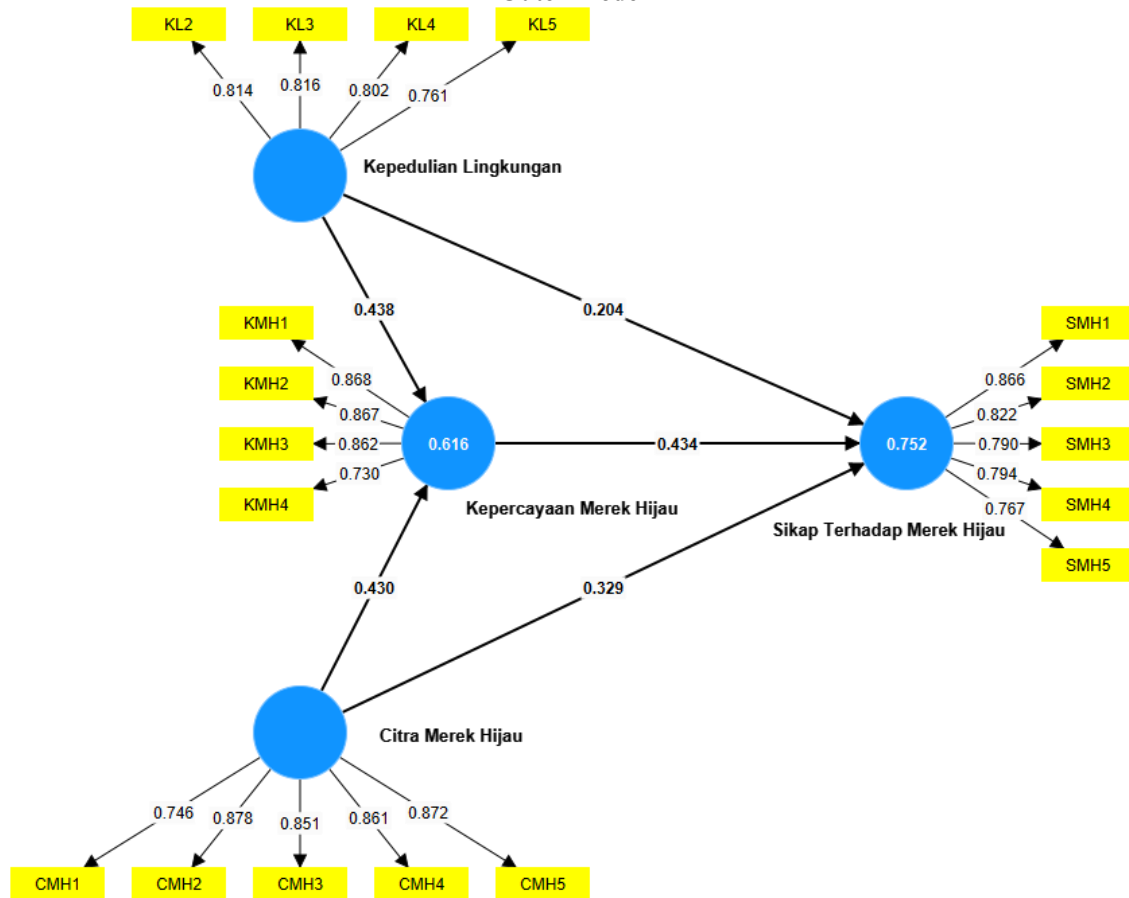 KL2 KL3 KL4 KL5
0.814 0.816 0.802 0.761
Kepedulian Lingkungan
0.438 0.204
KMH1
KMH2
KMH3
KMH4
0.868
0.867
0.862
0.730
0.616
Kepercayaan Merek Hijau
0.434
0.752
Sikap Terhadap Merek Hijau
0.866
0.822
0.790
0.794
0.767
SMH1
SMH2
SMH3
SMH4
SMH5
0.430 0.329
Citra Merek Hijau
0.746 0.878 0.851 0.861 0.872
CMH1 CMH2 CMH3 CMH4 CMH5